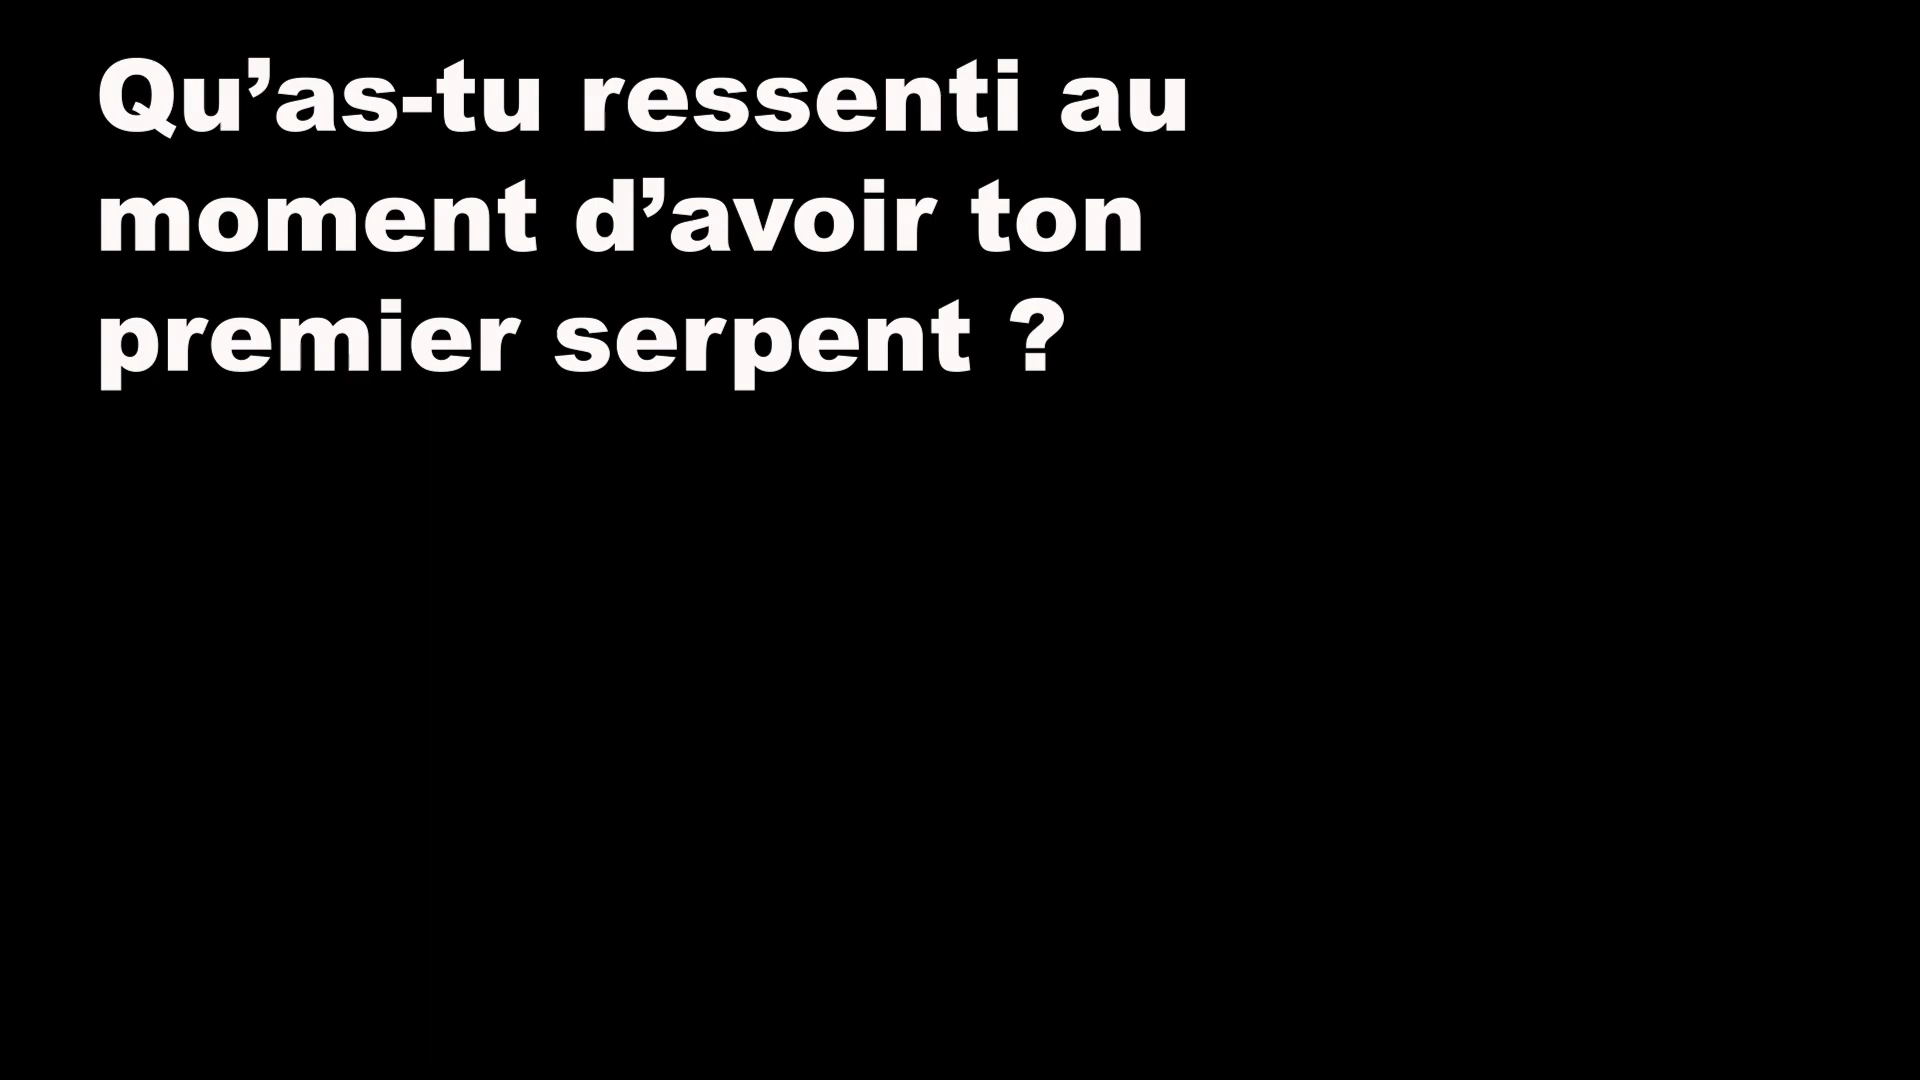 Qu’as-tu ressenti au
moment d’avoir ton
premier serpent ?